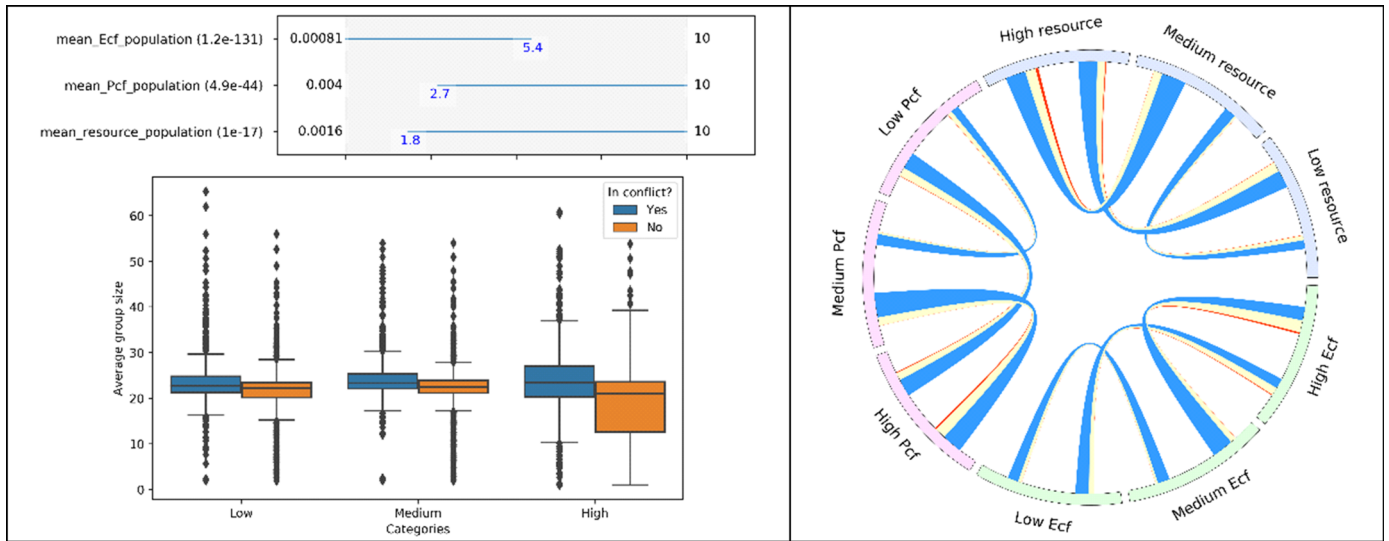 mean_Ecf_population (1.2e-131) 0.00081 5.4 10
mean_Pcf_population (4.9e-44) 0.004 2.7 10
mean_resource_population (1e-17) 0.0016 1.8 10
In conflict?
Yes
No
Average group size
60
50
40
30
20
10
0
Low Medium High
Categories
High resource
Medium resource
Low resource
High Ecf
Medium Ecf
Low Ecf
High Pcf
Medium Pcf
Low Pcf